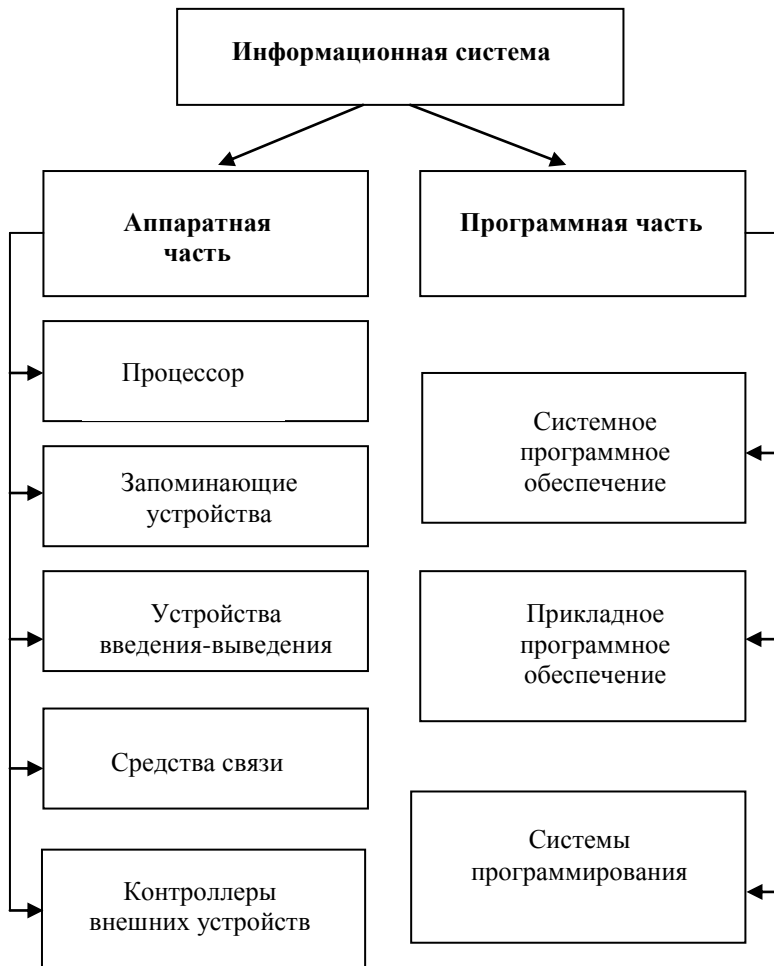 Информационная система
Аппаратная
часть
Процессор
Запоминающие
устройства
Устройства
введения-выведения
Средства связи
Контроллеры
внешних устройств
Программная часть
Системное
программное
обеспечение
Прикладное
программное
обеспечение
Системы
программирования